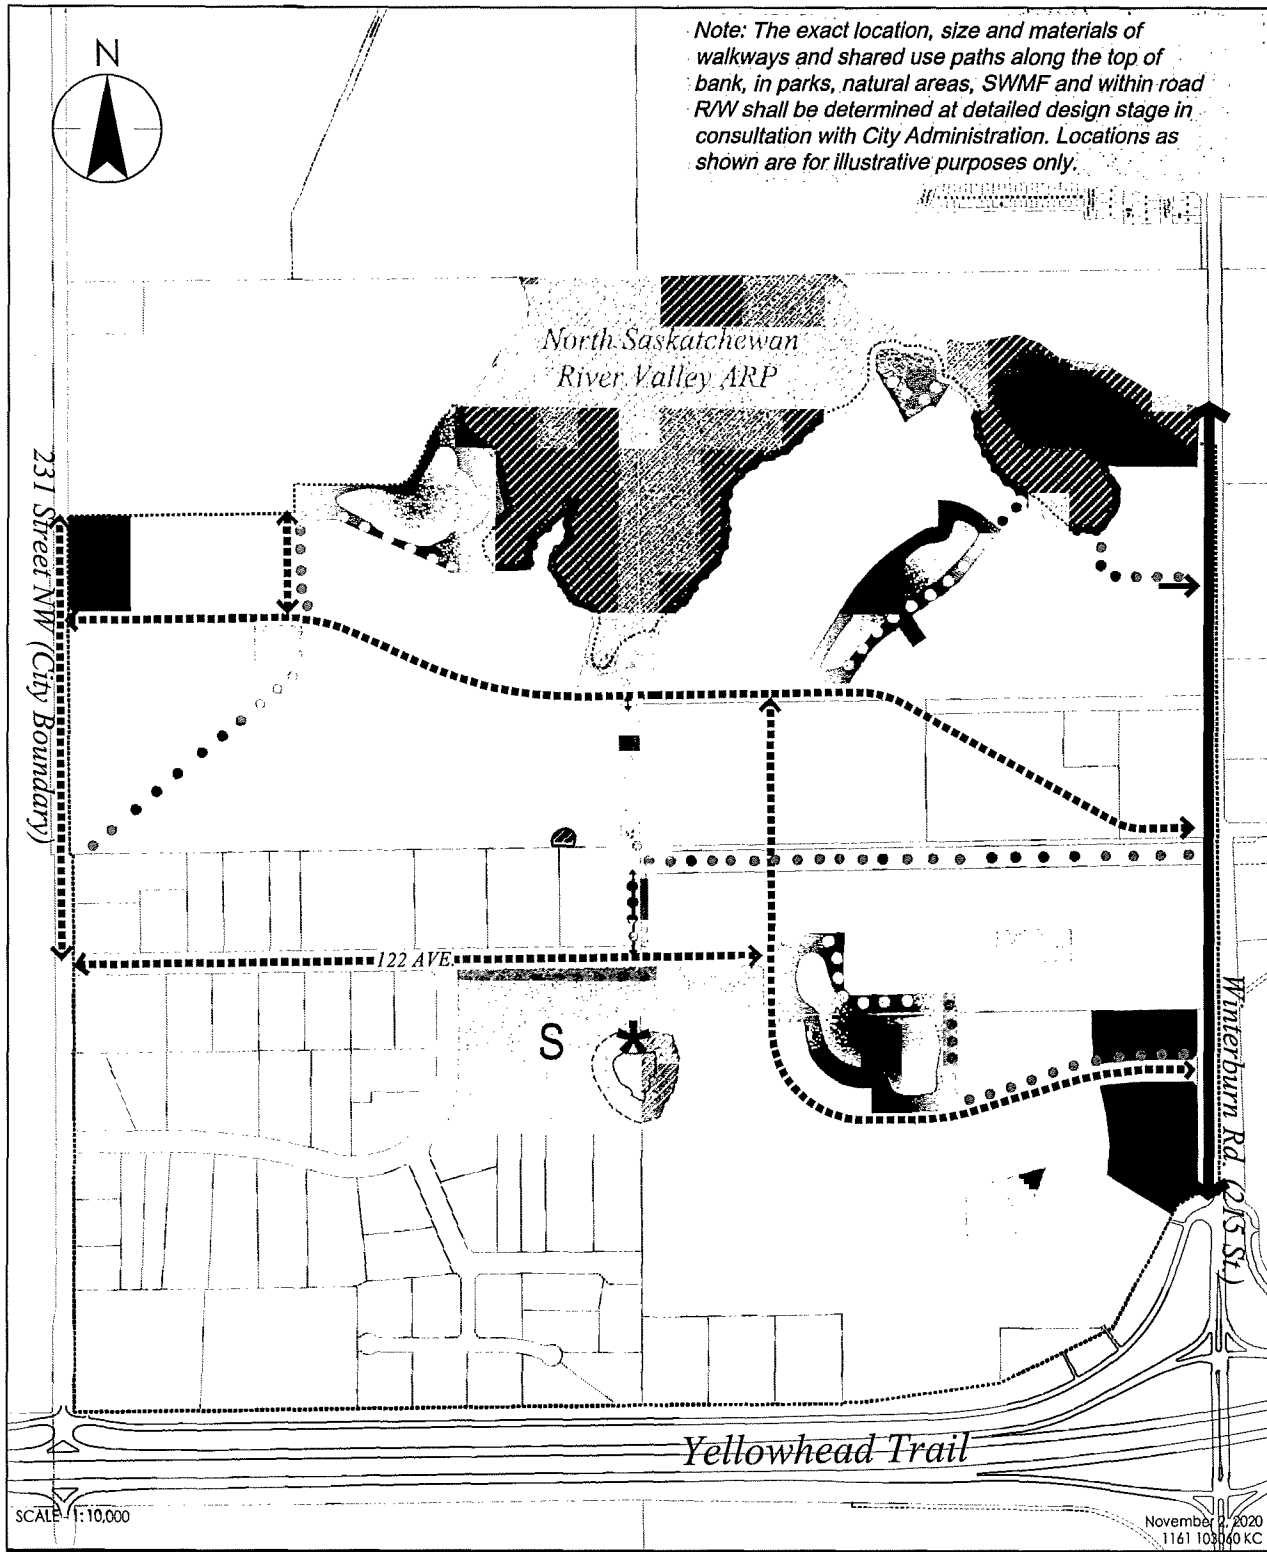 Note: The exact location, size and materials of
walkways and shared use paths along the top of
bank, in parks, natural areas, SWMF and within road
R/W shall be determined at detailed design stage in
consultation with City Administration. Locations as
shown are for illustrative purposes only.
N
North Saskatchewan
River Valley ARP
231 Street NW (City Boundary)
122 AVE.
S
Winterburn Rd. (215 St.)
Yellowhead Trail
SCALE 1:10,000
November 2, 2020
1161 103060 KC